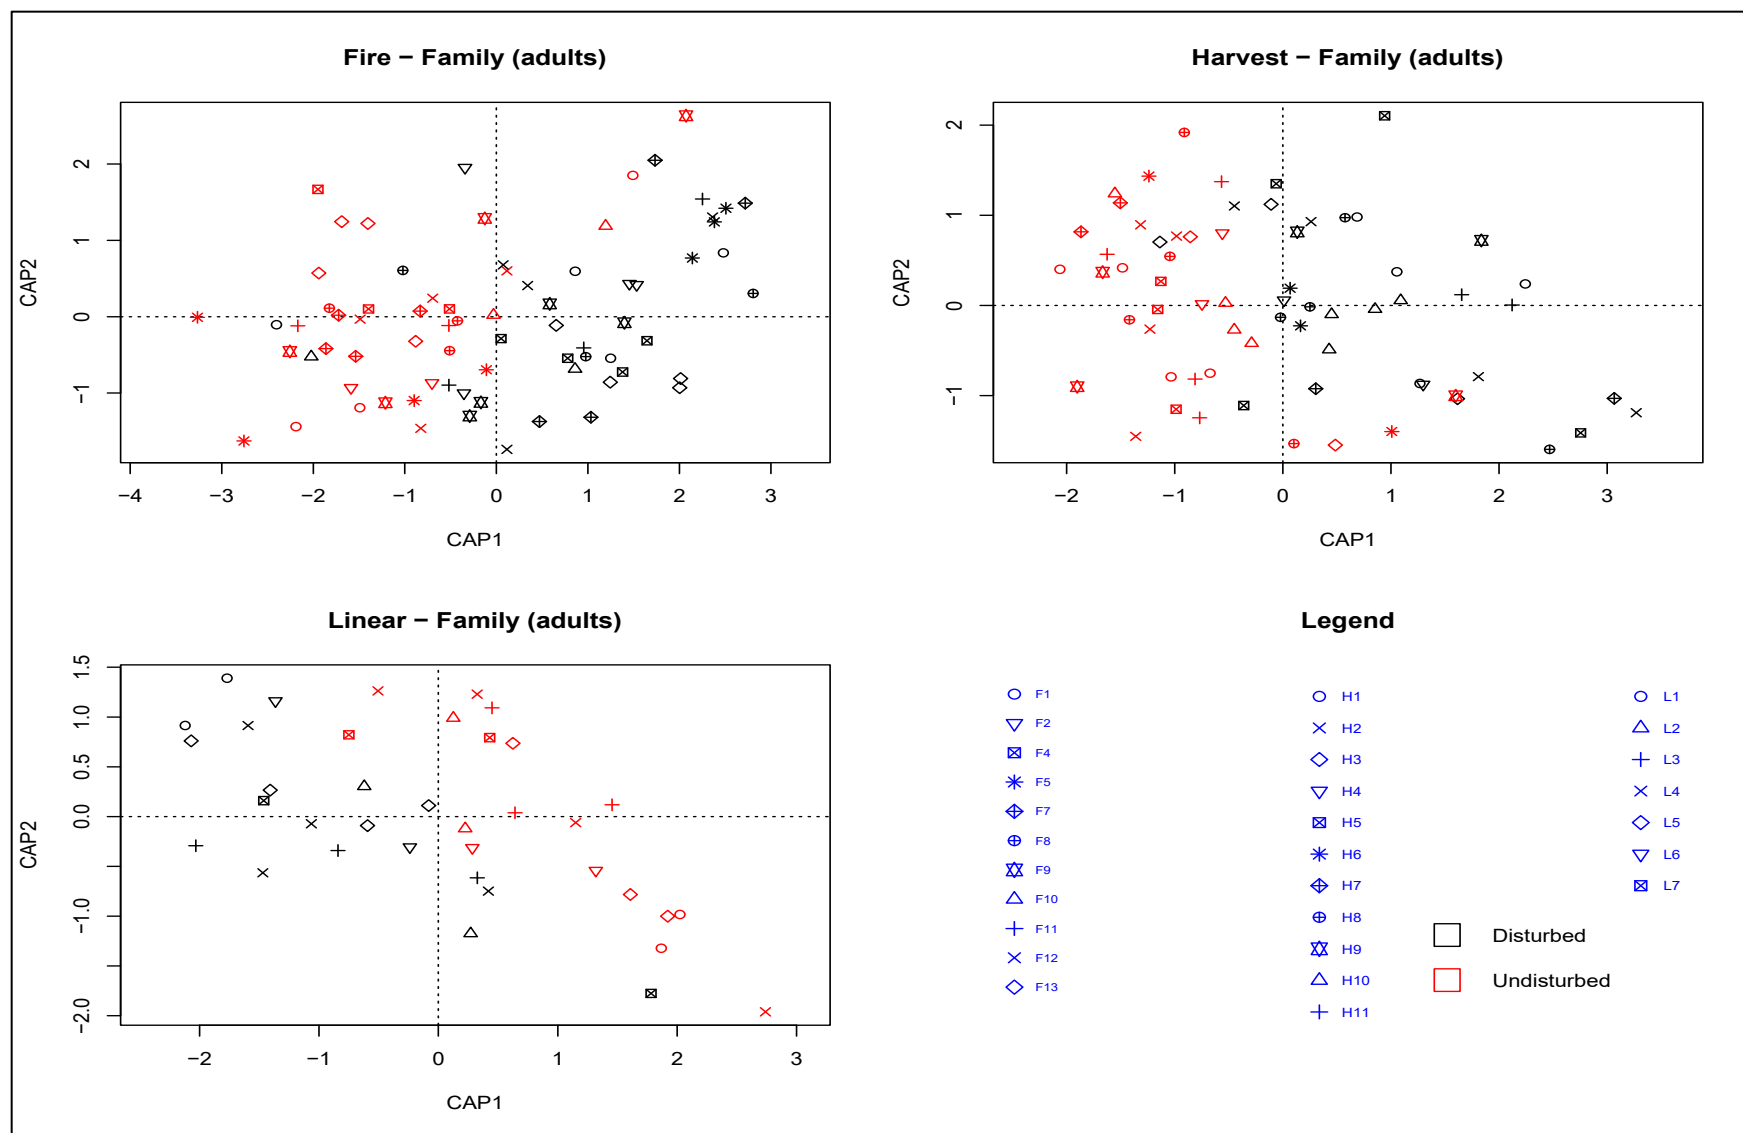 Fire − Family (adults)
CAP2
2
1
0
−1
−4 −3 −2 −1 0 1 2 3
CAP1
Harvest − Family (adults)
CAP2
2
1
0
−1
−2 −1 0 1 2 3
CAP1
Linear − Family (adults)
CAP2
1.5
1.0
0.5
0.0
−1.0
−2.0
−2 −1 0 1 2 3
CAP1
Legend
F1
F2
F4
F5
F7
F8
F9
F10
F11
F12
F13
H1
H2
H3
H4
H5
H6
H7
H8
H9
H10
H11
L1
L2
L3
L4
L5
L6
L7
Disturbed
Undisturbed